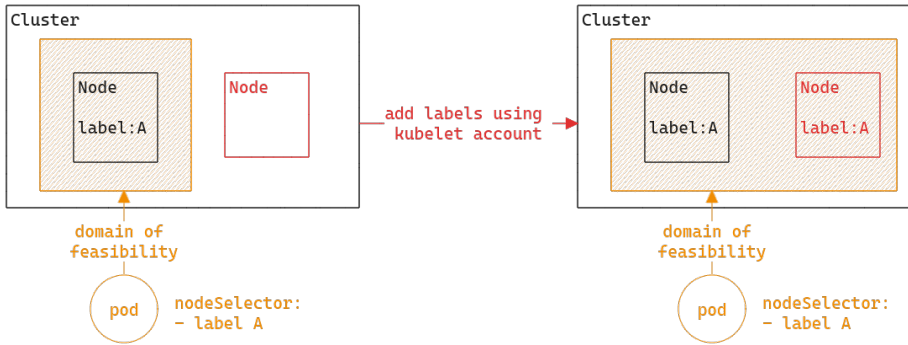 Cluster
Node
label:A
Node
domain of
feasibility
pod
nodeSelector:
- label A
add labels using
kubelet account
Cluster
Node
label:A
Node
label:A
domain of
feasibility
pod
nodeSelector:
- label A